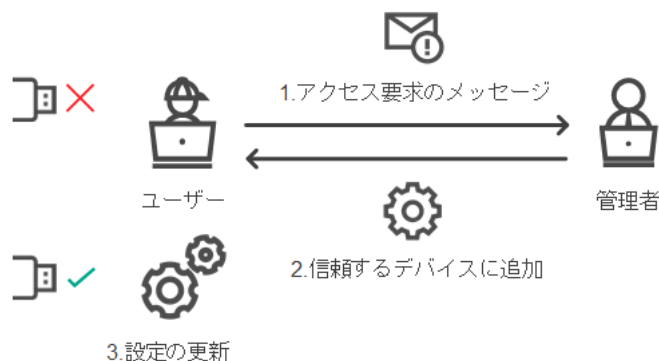 1.アクセス要求のメッセージ
ユーザー
管理者
2.信頼するデバイスに追加
3.設定の更新